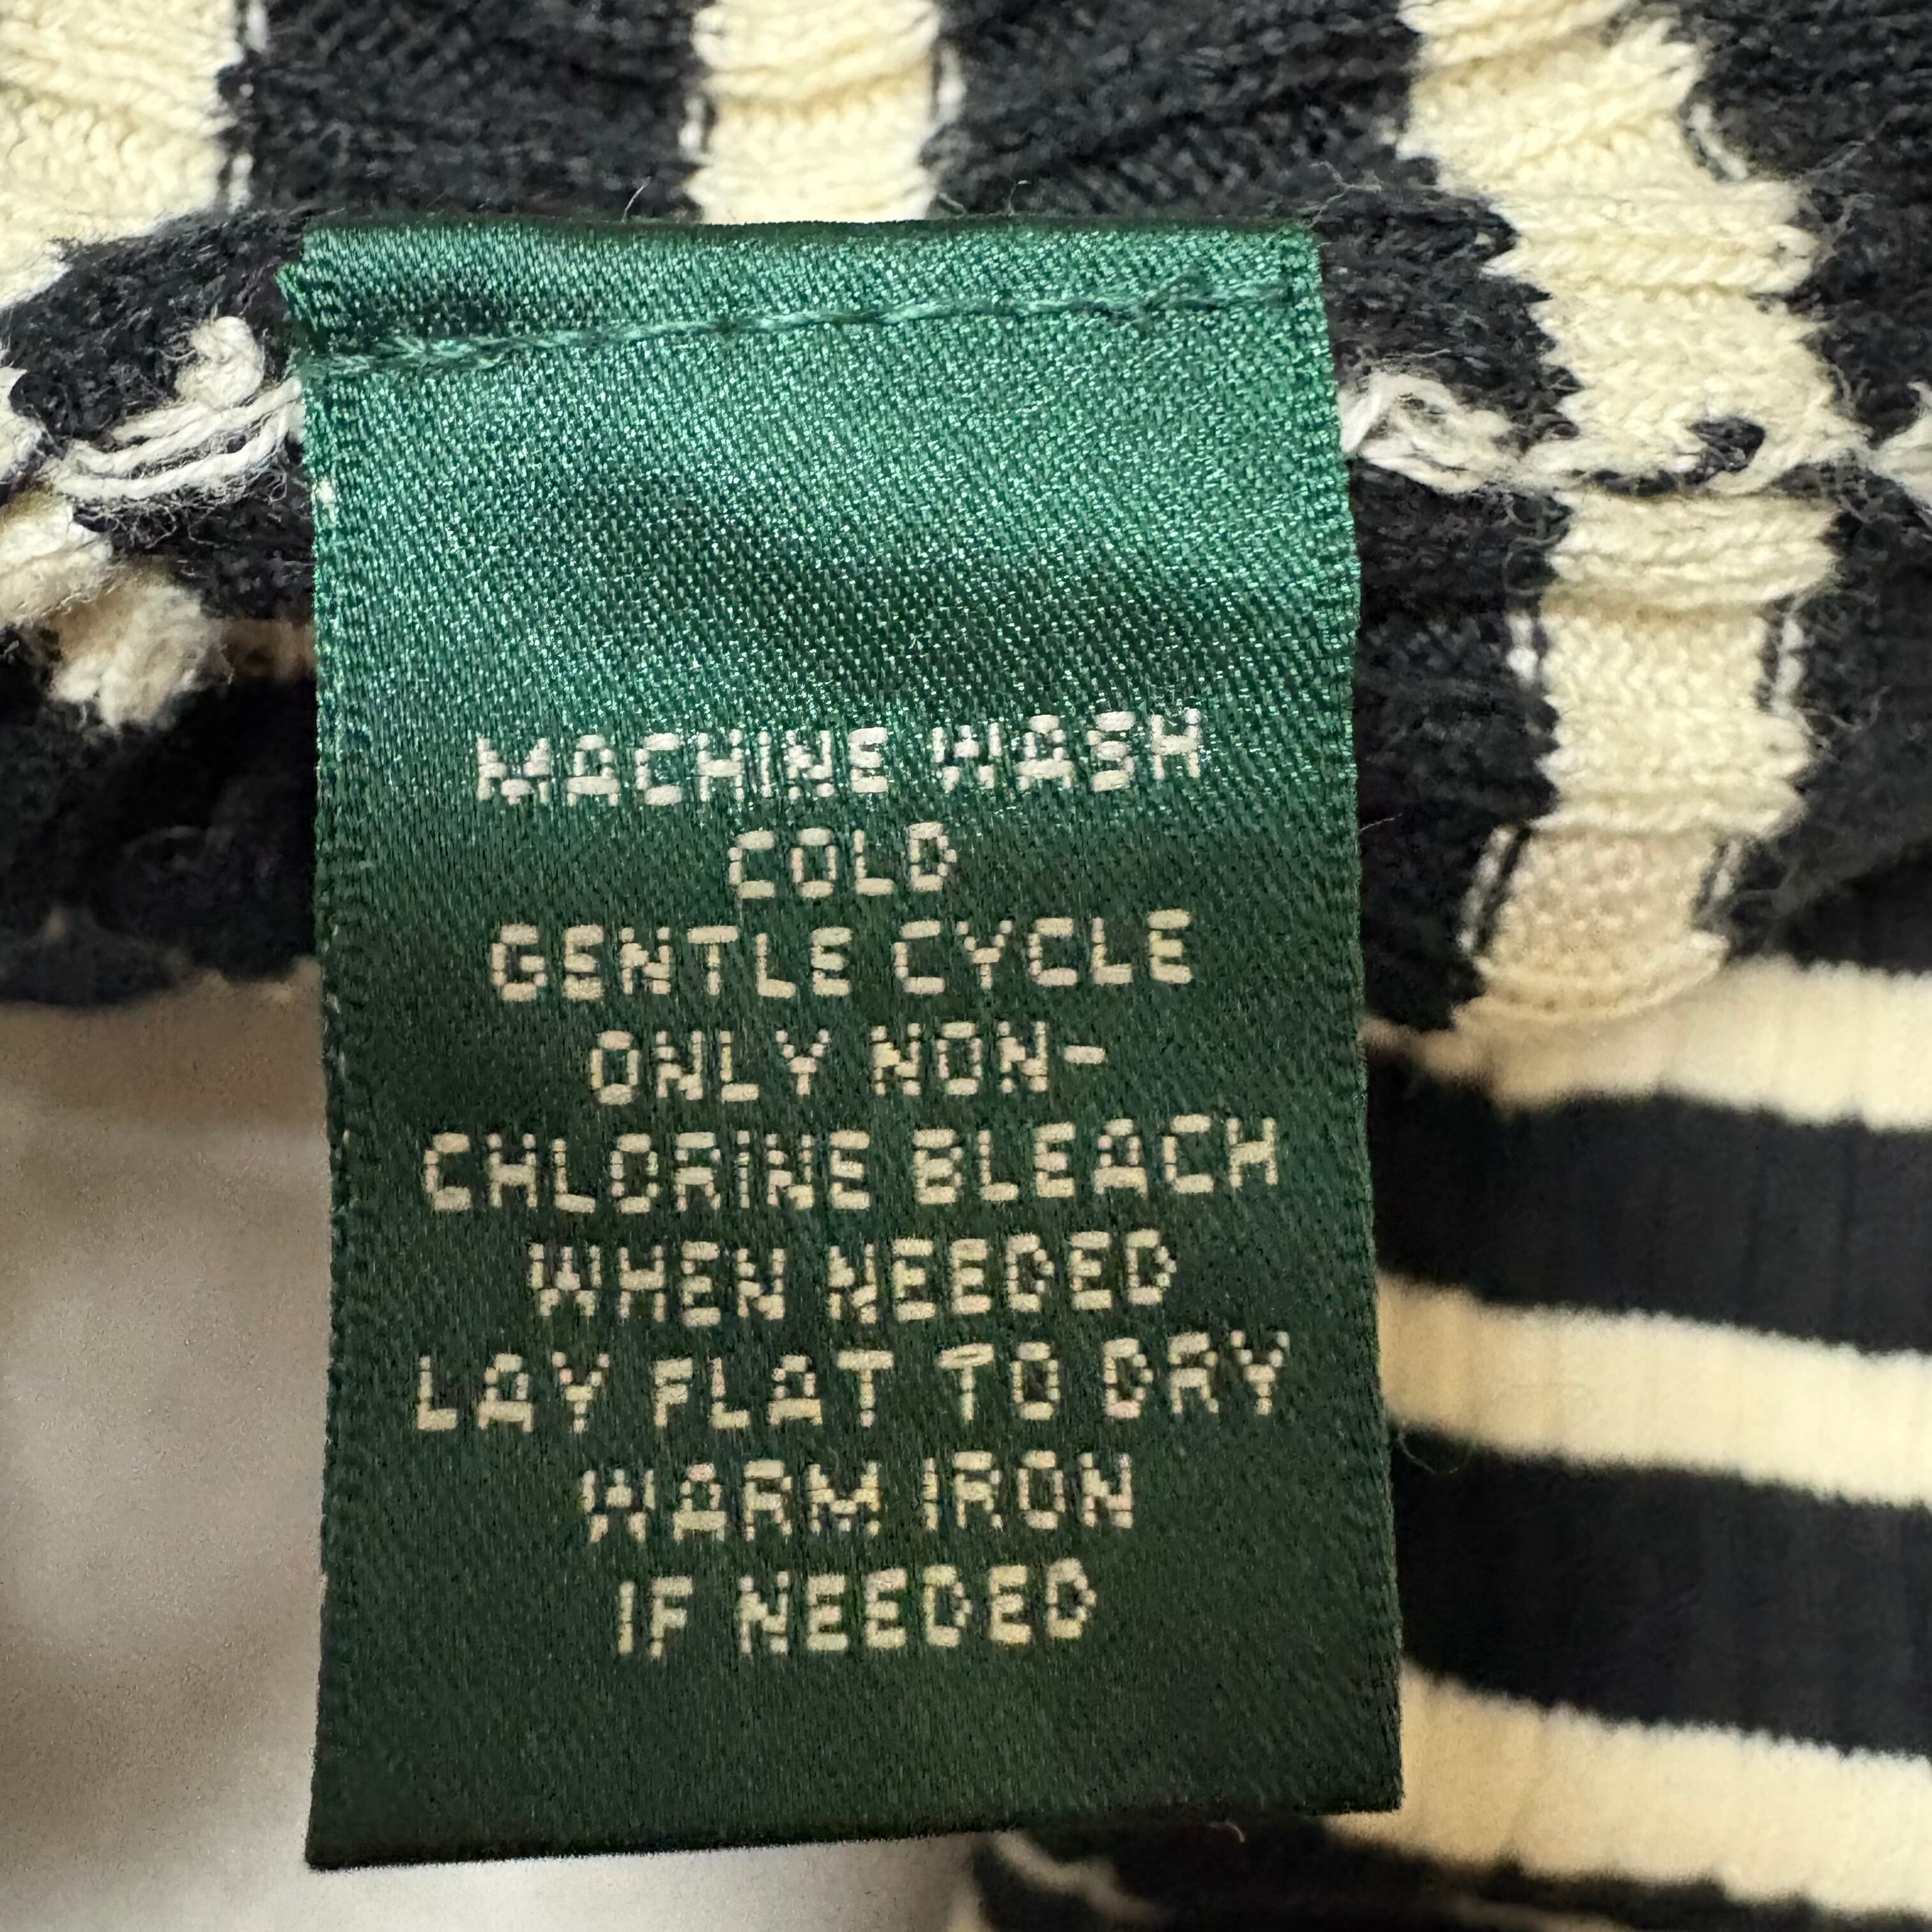 MACHINE WASH
COLD
GENTLE CYCLE
ONLY NON-
CHLORINE BLEACH
WHEN NEEDED
LAY FLAT TO DRY
WARM IRON
IF NEEDED